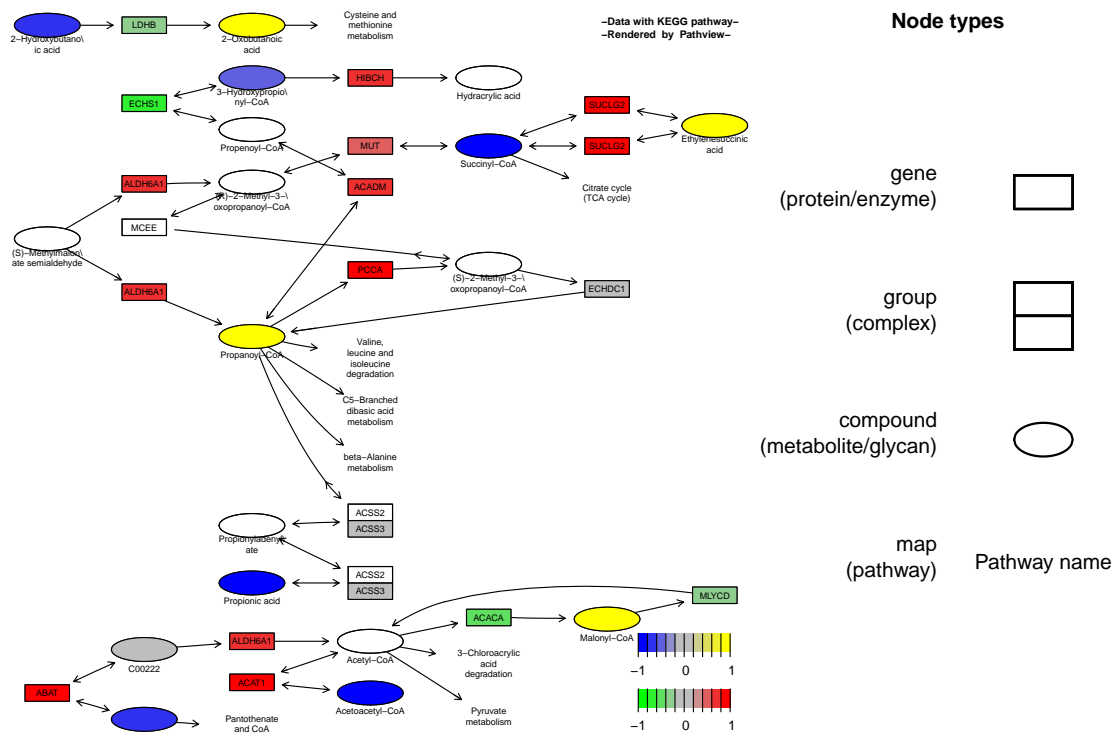 Cysteine and
methionine
metabolism
−Data with KEGG pathway−
−Rendered by Pathview−
Node types
LDHB
2−Hydroxybutano\
ic acid
2−Oxobutanoic
acid
HIBCH
3−Hydroxypropio\
nyl−CoA
Hydracrylic acid
ECHS1
SUCLG2
Propenoyl−CoA
MUT
Succinyl−CoA
SUCLG2
Ethylenesuccinic
acid
ALDH6A1
(R)−2−Methyl−3−\
oxopropanoyl−CoA
ACADM
Citrate cycle
(TCA cycle)
gene
(protein/enzyme)
MCEE
(S)−Methylmalon\
ate semialdehyde
PCCA
(S)−2−Methyl−3−\
oxopropanoyl−CoA
ALDH6A1
ECHDC1
group
(complex)
Propanoyl−CoA
Valine,
leucine and
isoleucine
degradation
C5−Branched
dibasic acid
metabolism
compound
(metabolite/glycan)
beta−Alanine
metabolism
ACSS2
ACSS3
Propionyladenyl\
ate
map
(pathway)
Pathway name
ACSS2
ACSS3
Propionic acid
MLYCD
ACACA
Malonyl−CoA
ALDH6A1
Acetyl−CoA
C00222
3−Chloroacrylic
acid
degradation
−1
0
1
ACAT1
ABAT
Acetoacetyl−CoA
Pantothenate
and CoA
Pyruvate
metabolism
−1
0
1